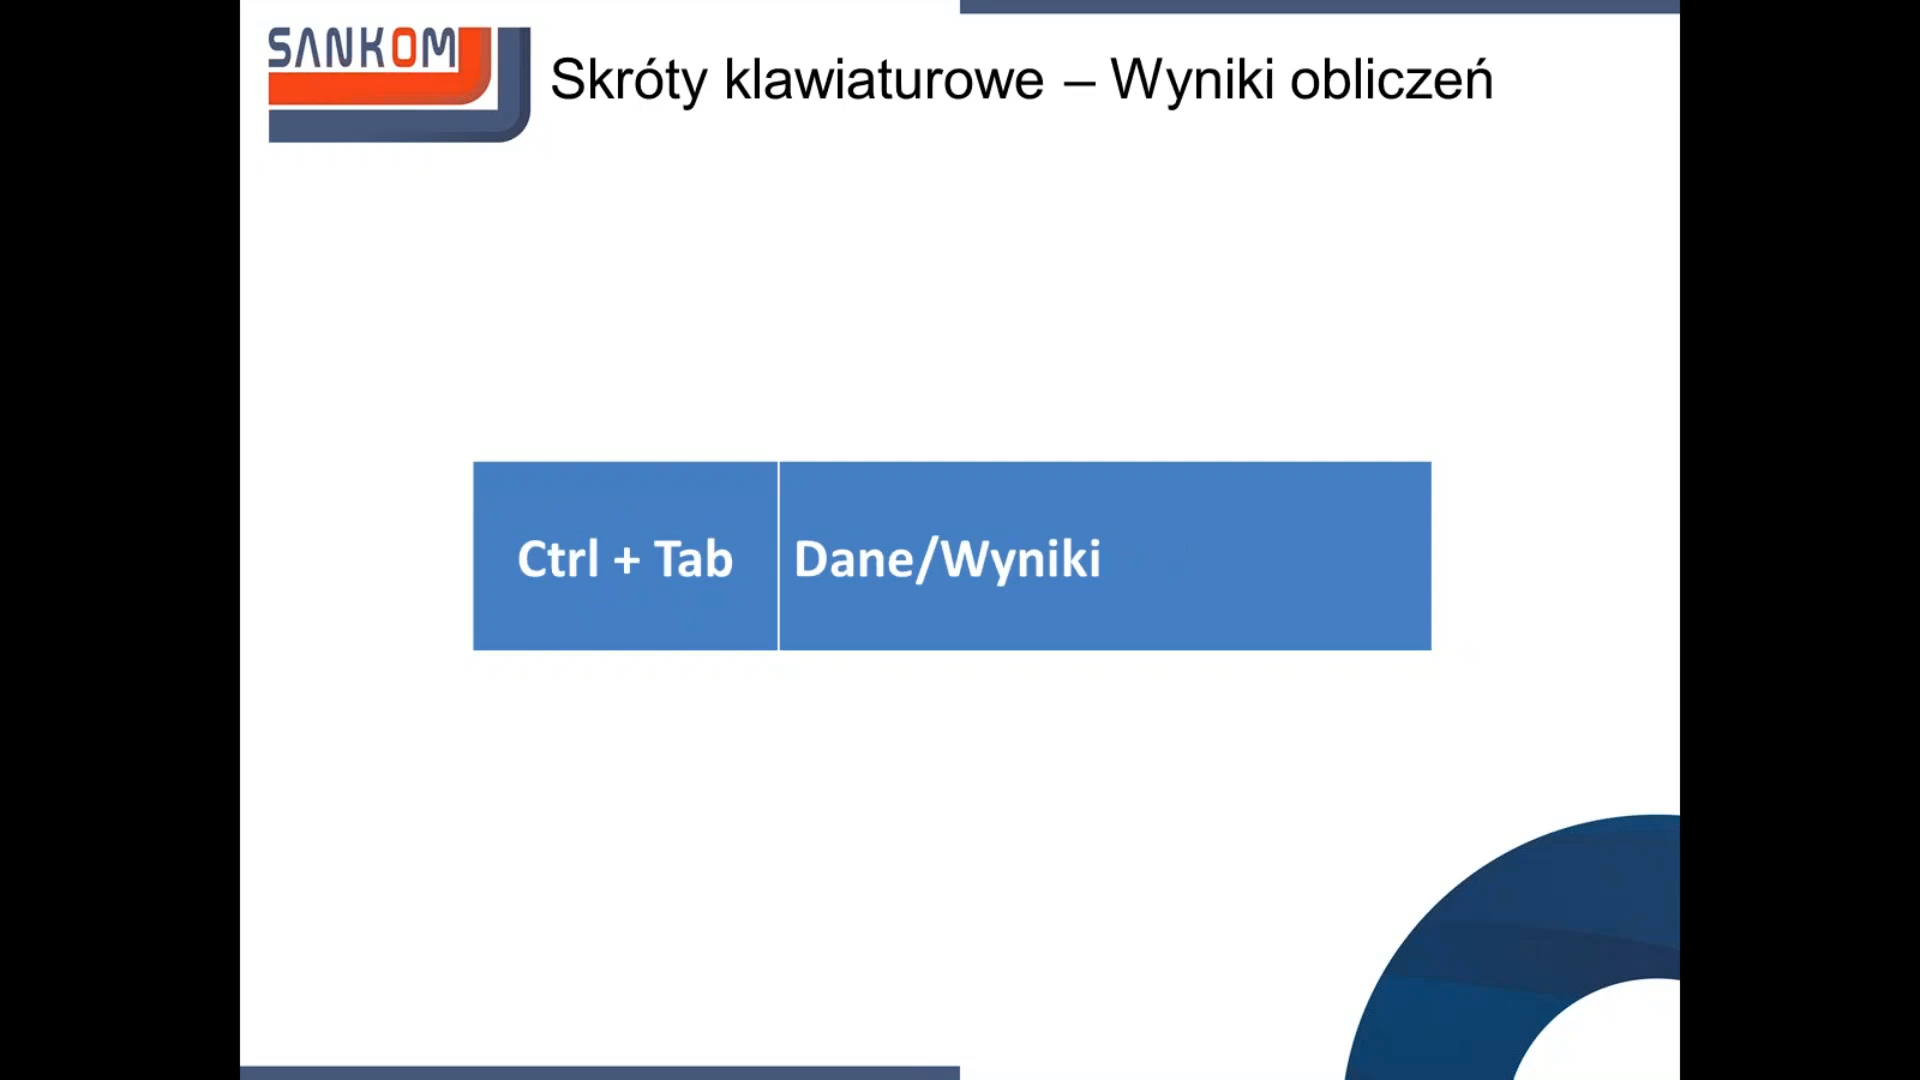 SANKOM
Skróty klawiaturowe – Wyniki obliczeń
Ctrl + Tab
Dane/Wyniki